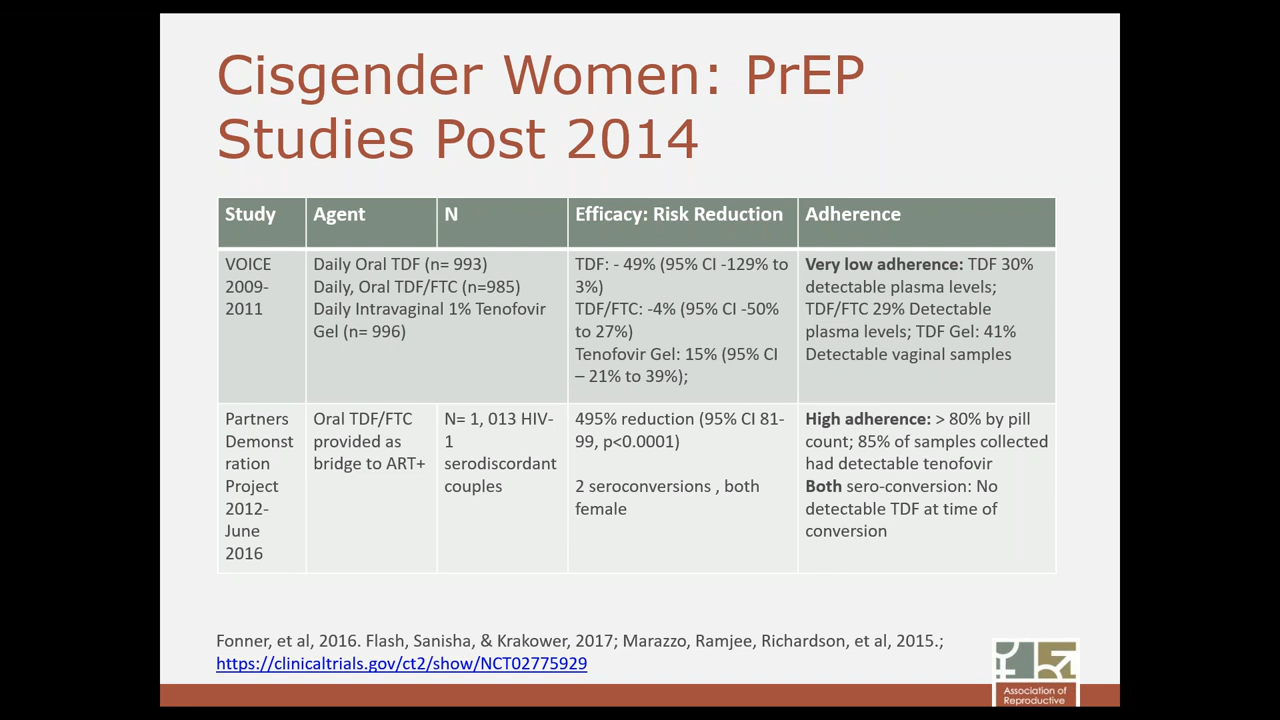 Cisgender Women: PrEP
Studies Post 2014
Study
Agent
N
Efficacy: Risk Reduction
Adherence
VOICE
2009-
2011
Daily Oral TDF (n= 993)
Daily, Oral TDF/FTC (n=985)
Daily Intravaginal 1% Tenofovir
Gel (n= 996)
TDF: - 49% (95% CI -129% to
3%)
TDF/FTC: -4% (95% CI -50%
to 27%)
Tenofovir Gel: 15% (95% CI
– 21% to 39%);
Very low adherence: TDF 30%
detectable plasma levels;
TDF/FTC 29% Detectable
plasma levels; TDF Gel: 41%
Detectable vaginal samples
Partners
Demonst
ration
Project
2012-
June
2016
Oral TDF/FTC
provided as
bridge to ART+
N= 1, 013 HIV-
1
serodiscordant
couples
495% reduction (95% CI 81-
99, p<0.0001)
2 seroconversions , both
female
High adherence: > 80% by pill
count; 85% of samples collected
had detectable tenofovir
Both sero-conversion: No
detectable TDF at time of
conversion
Fonner, et al, 2016. Flash, Sanisha, & Krakower, 2017; Marazzo, Ramjee, Richardson, et al, 2015.;
https://clinicaltrials.gov/ct2/show/NCT02775929
Association of
Reproductive